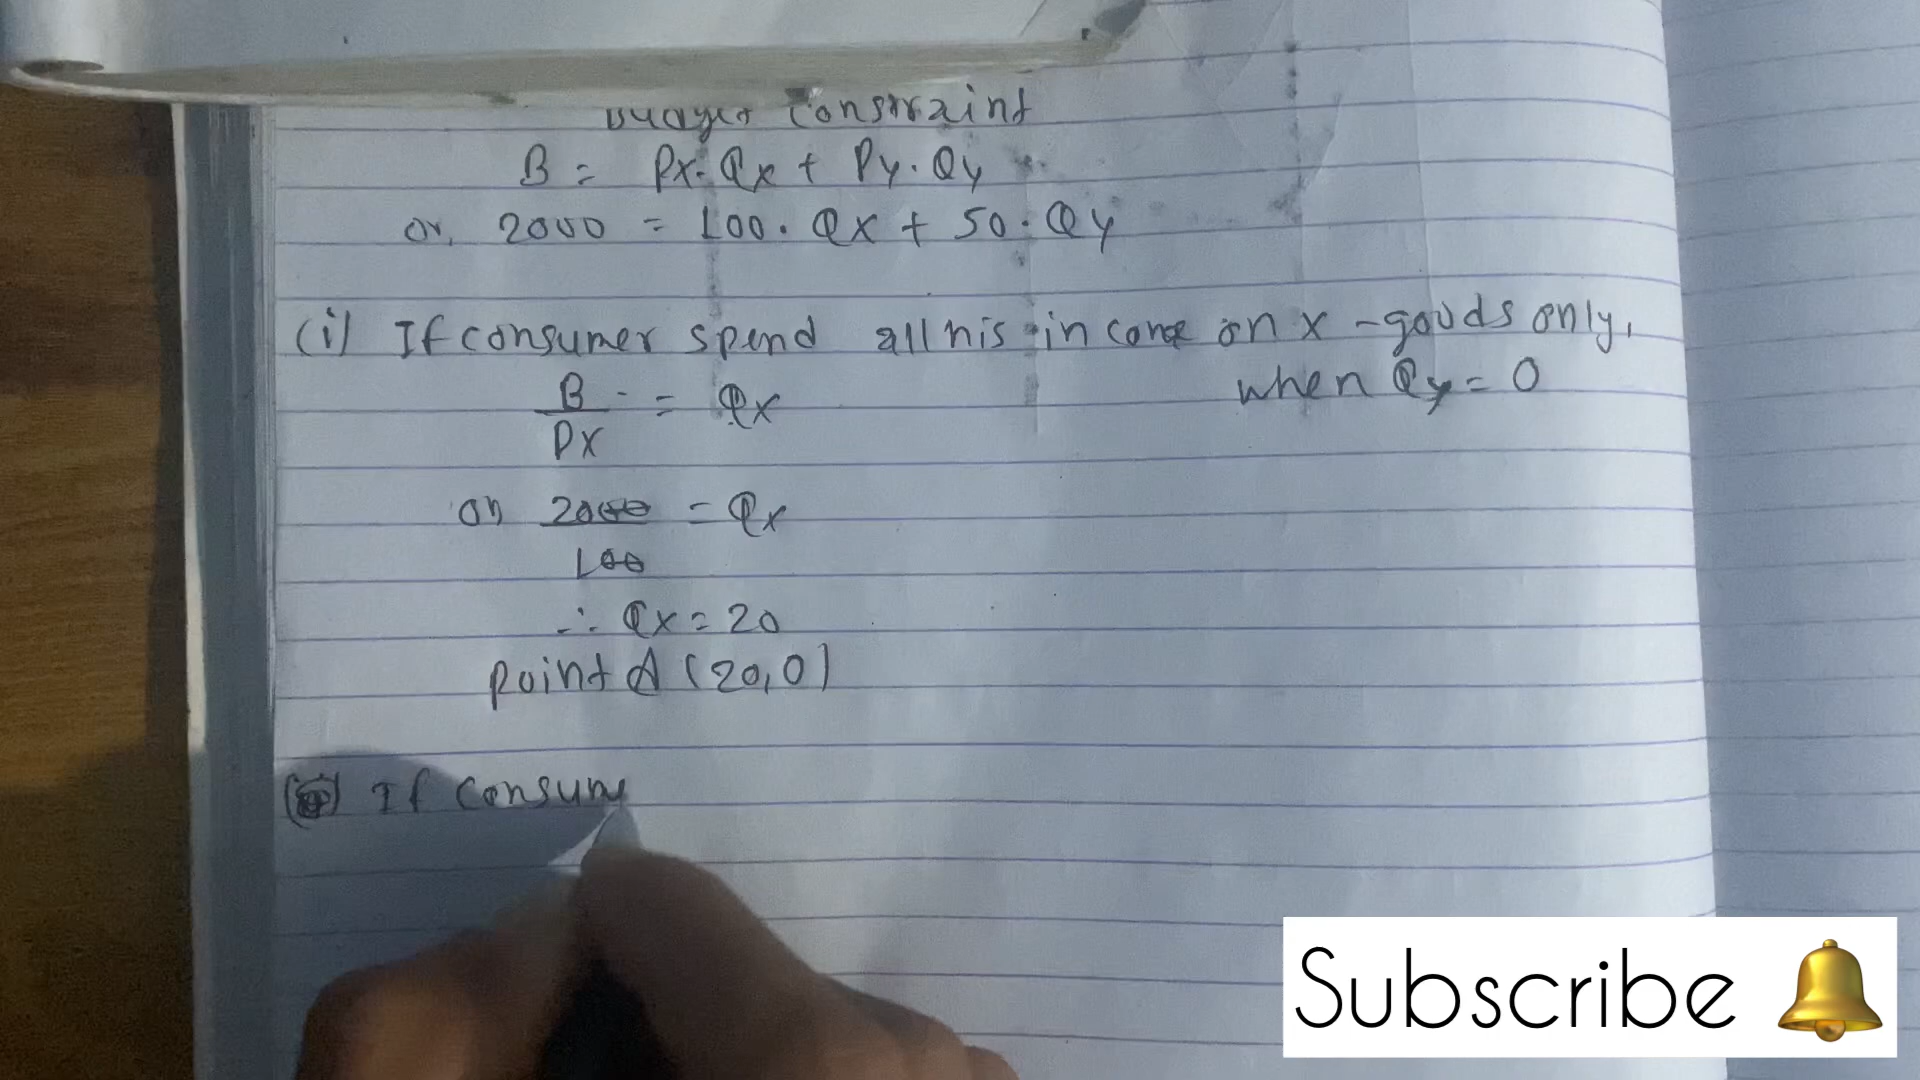 Budget Constraint
B = Px. Qx + Py. Qy
or, 2000 = 100. Qx + 50. Qy
(i) If consumer spend all his income on x-goods only,
when Qy = 0
B/Px = Qx
or 2000/100 = Qx
∴ Qx = 20
point A (20,0)
If Consume
Subscribe